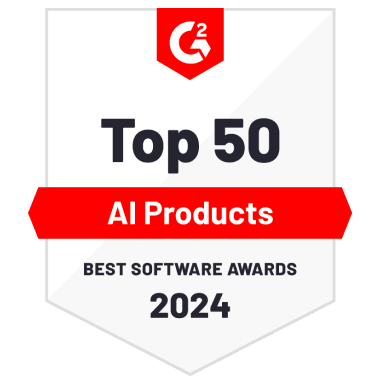 G2
Top 50
AI Products
BEST SOFTWARE AWARDS
2024